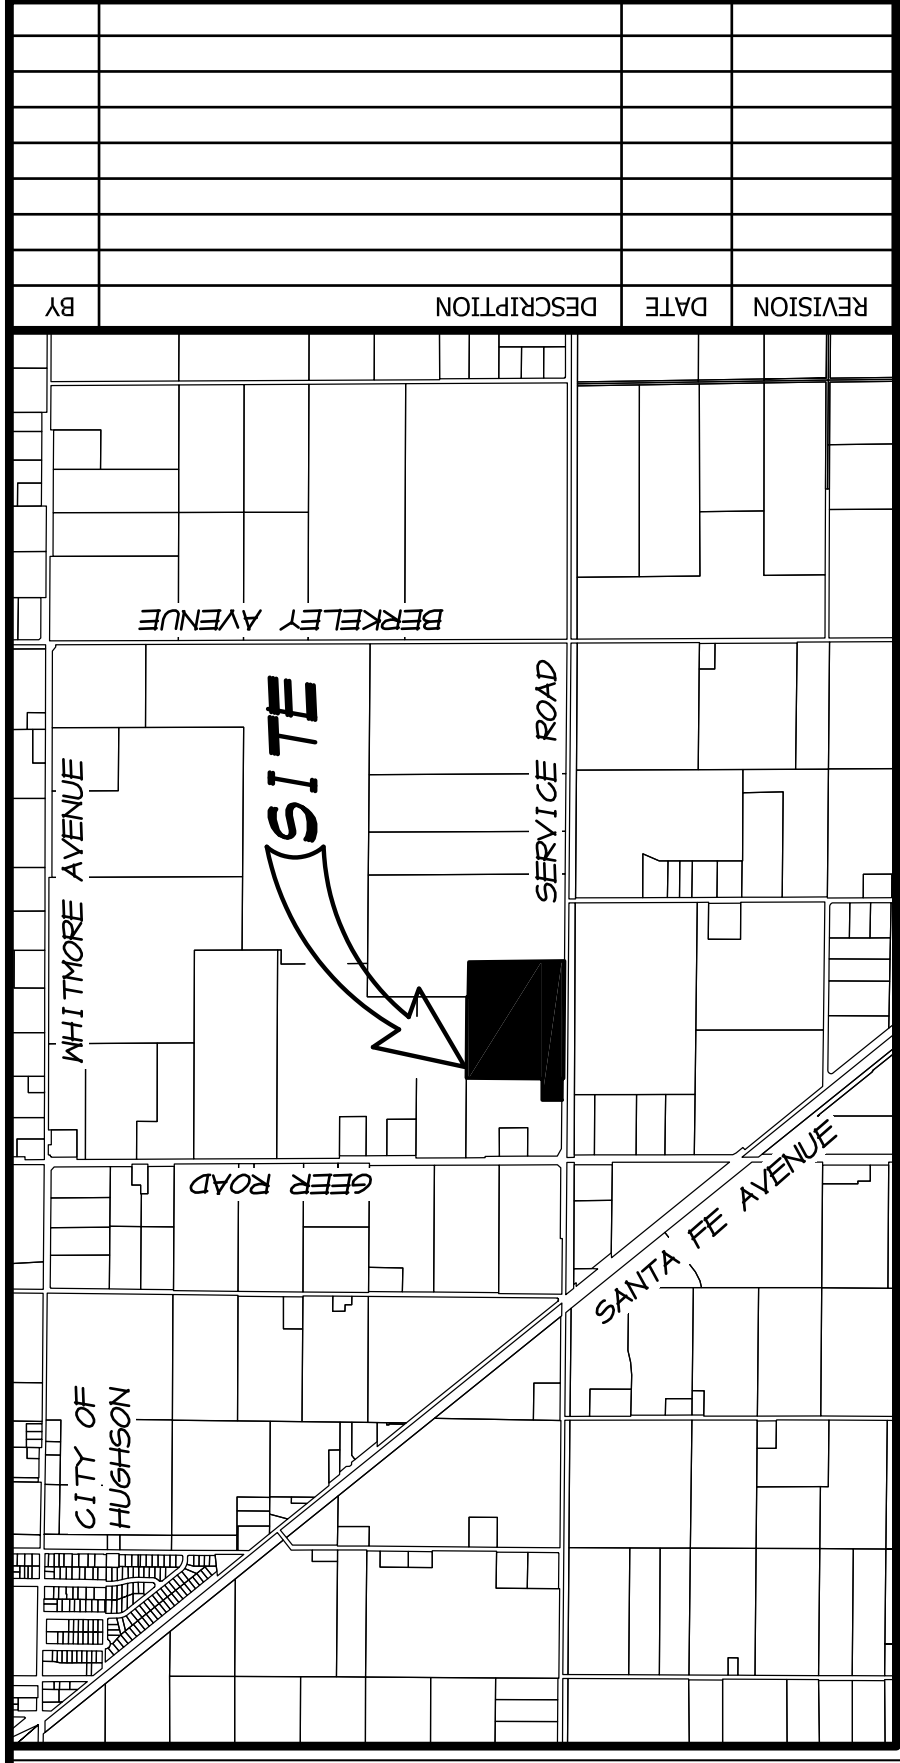 REVISION DATE DESCRIPTION BY
BERKELEY AVENUE
SITE
SERVICE ROAD
WHITMORE AVENUE
GEER ROAD
SANTA FE AVENUE
CITY OF
HUGHSON